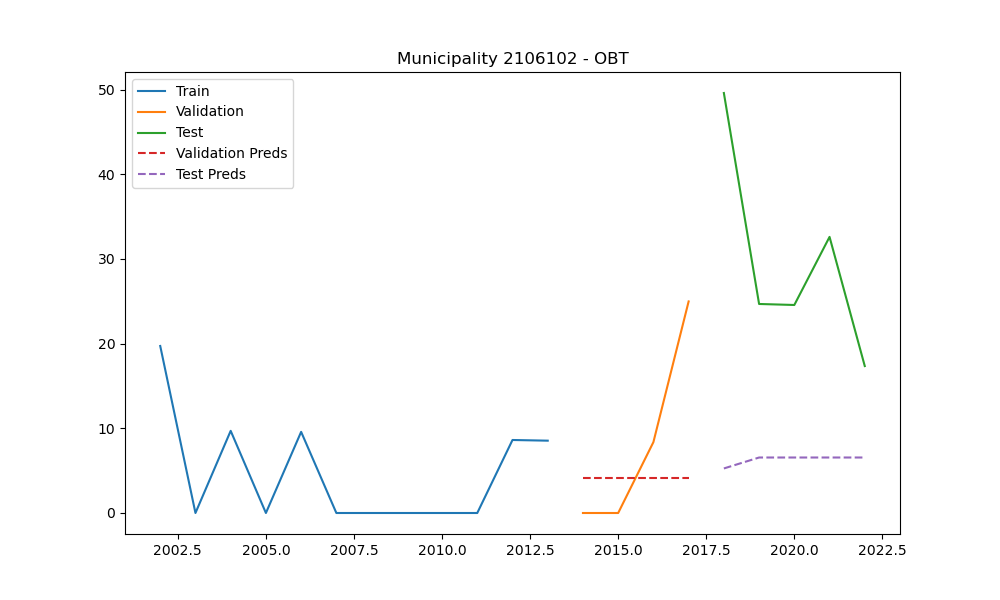 Municipality 2106102 - OBT
Train
Validation
Test
Validation Preds
Test Preds
50
40
30
20
10
0
2002.5 2005.0 2007.5 2010.0 2012.5 2015.0 2017.5 2020.0 2022.5